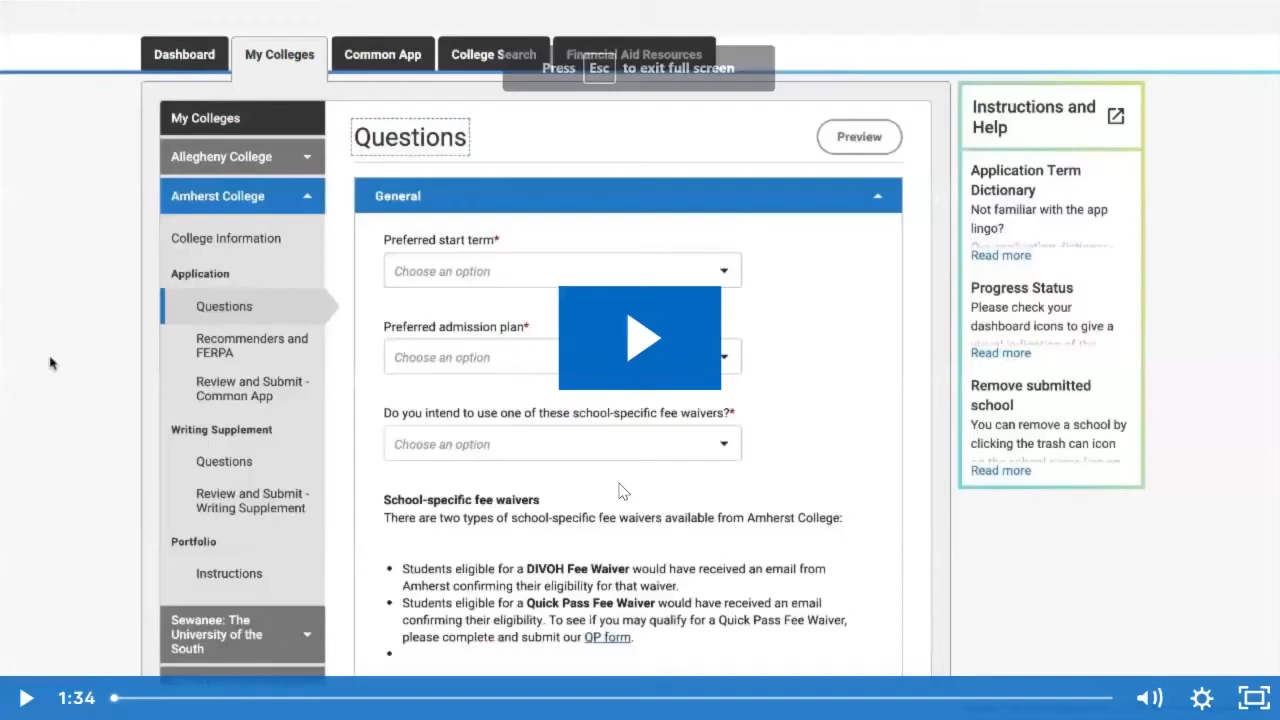 Dashboard
My Colleges
Common App
College Search
Financial Aid Resources
Press Esc to exit full screen
My Colleges
Allegheny College
Amherst College
College Information
Application
Questions
Recommenders and
FERPA
Review and Submit -
Common App
Writing Supplement
Questions
Review and Submit -
Writing Supplement
Portfolio
Instructions
Sewanee: The
University of the
South
Questions
Preview
General
Preferred start term*
Choose an option
Preferred admission plan*
Choose an option
Do you intend to use one of these school-specific fee waivers?*
Choose an option
School-specific fee waivers
There are two types of school-specific fee waivers available from Amherst College:
• Students eligible for a DIVOH Fee Waiver would have received an email from
Amherst confirming their eligibility for that waiver.
• Students eligible for a Quick Pass Fee Waiver would have received an email
confirming their eligibility. To see if you may qualify for a Quick Pass Fee Waiver,
please complete and submit our QP form.
•
Instructions and
Help
Application Term
Dictionary
Not familiar with the app
lingo?
Read more
Progress Status
Please check your
dashboard icons to give a
Read more
Remove submitted
school
You can remove a school by
clicking the trash can icon
Read more
1:34